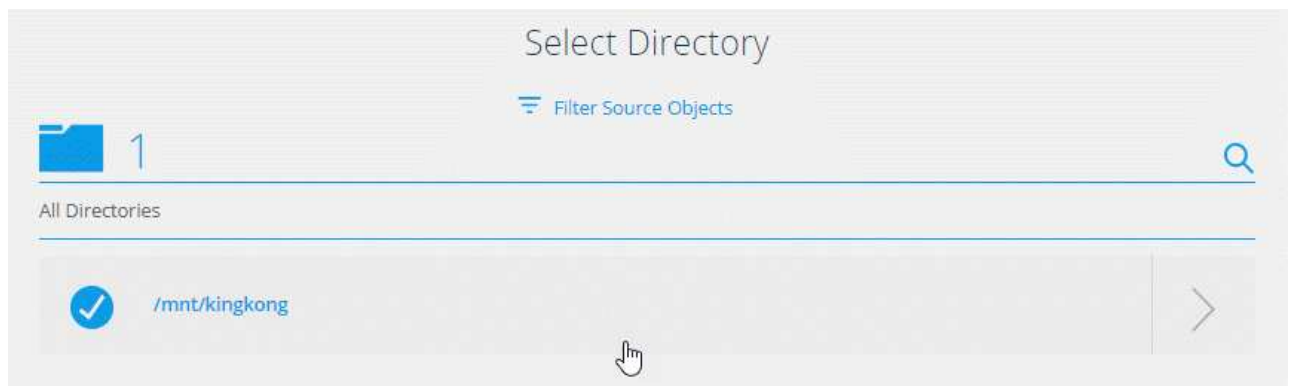 Select Directory
Filter Source Objects
1
All Directories
/mnt/kingkong